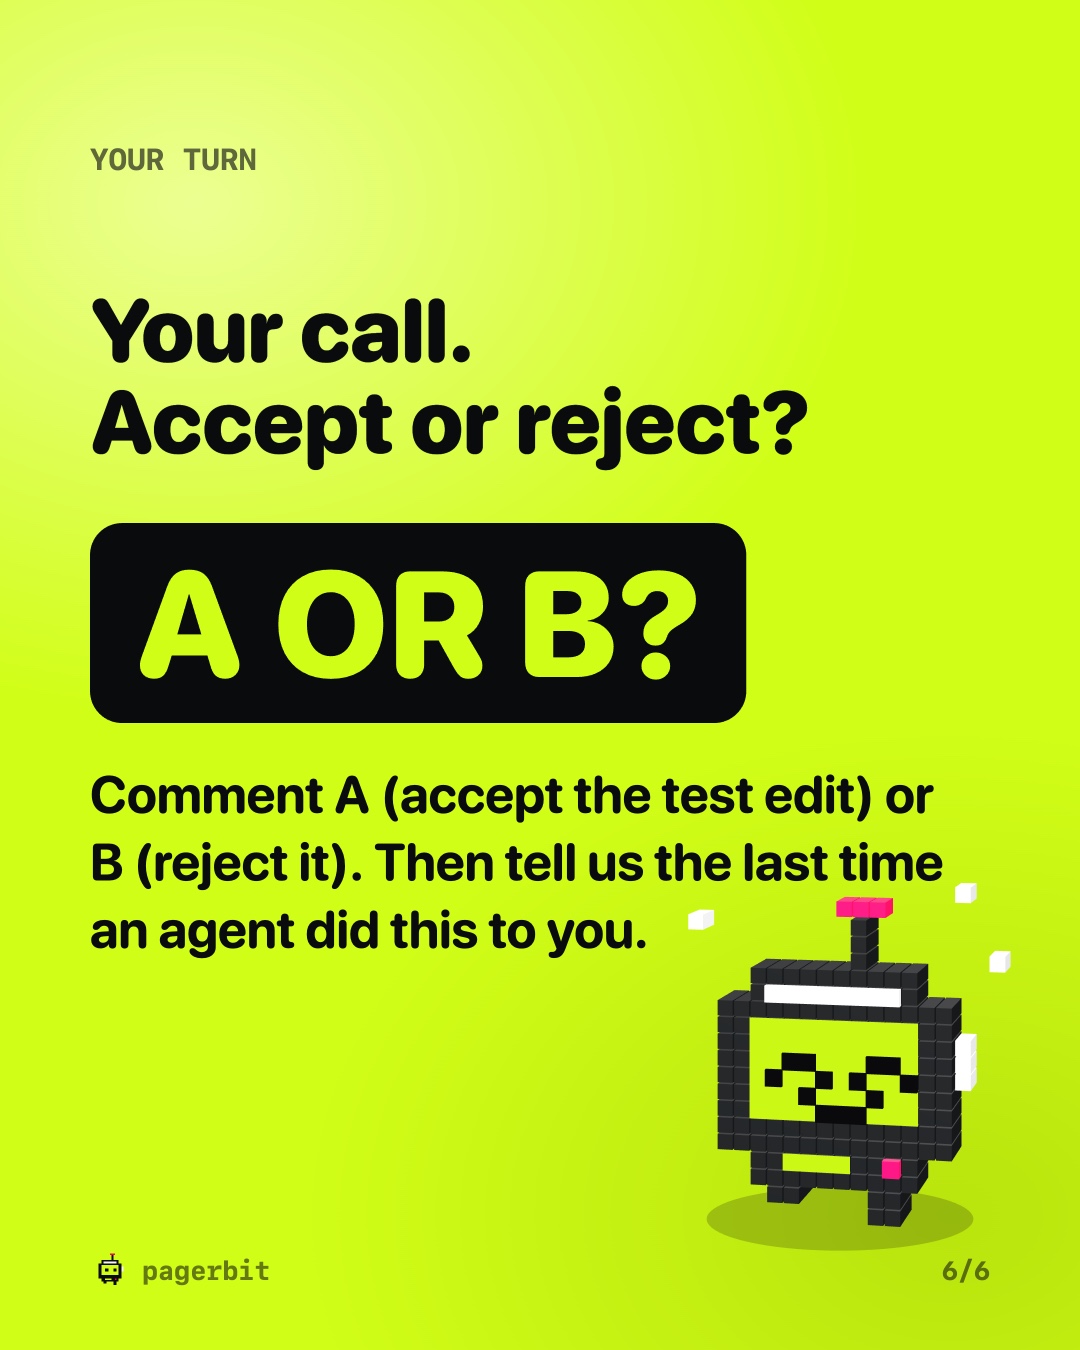 YOUR TURN
Your call.
Accept or reject?
A OR B?
Comment A (accept the test edit) or
B (reject it). Then tell us the last time
an agent did this to you.
pagerbit
6/6